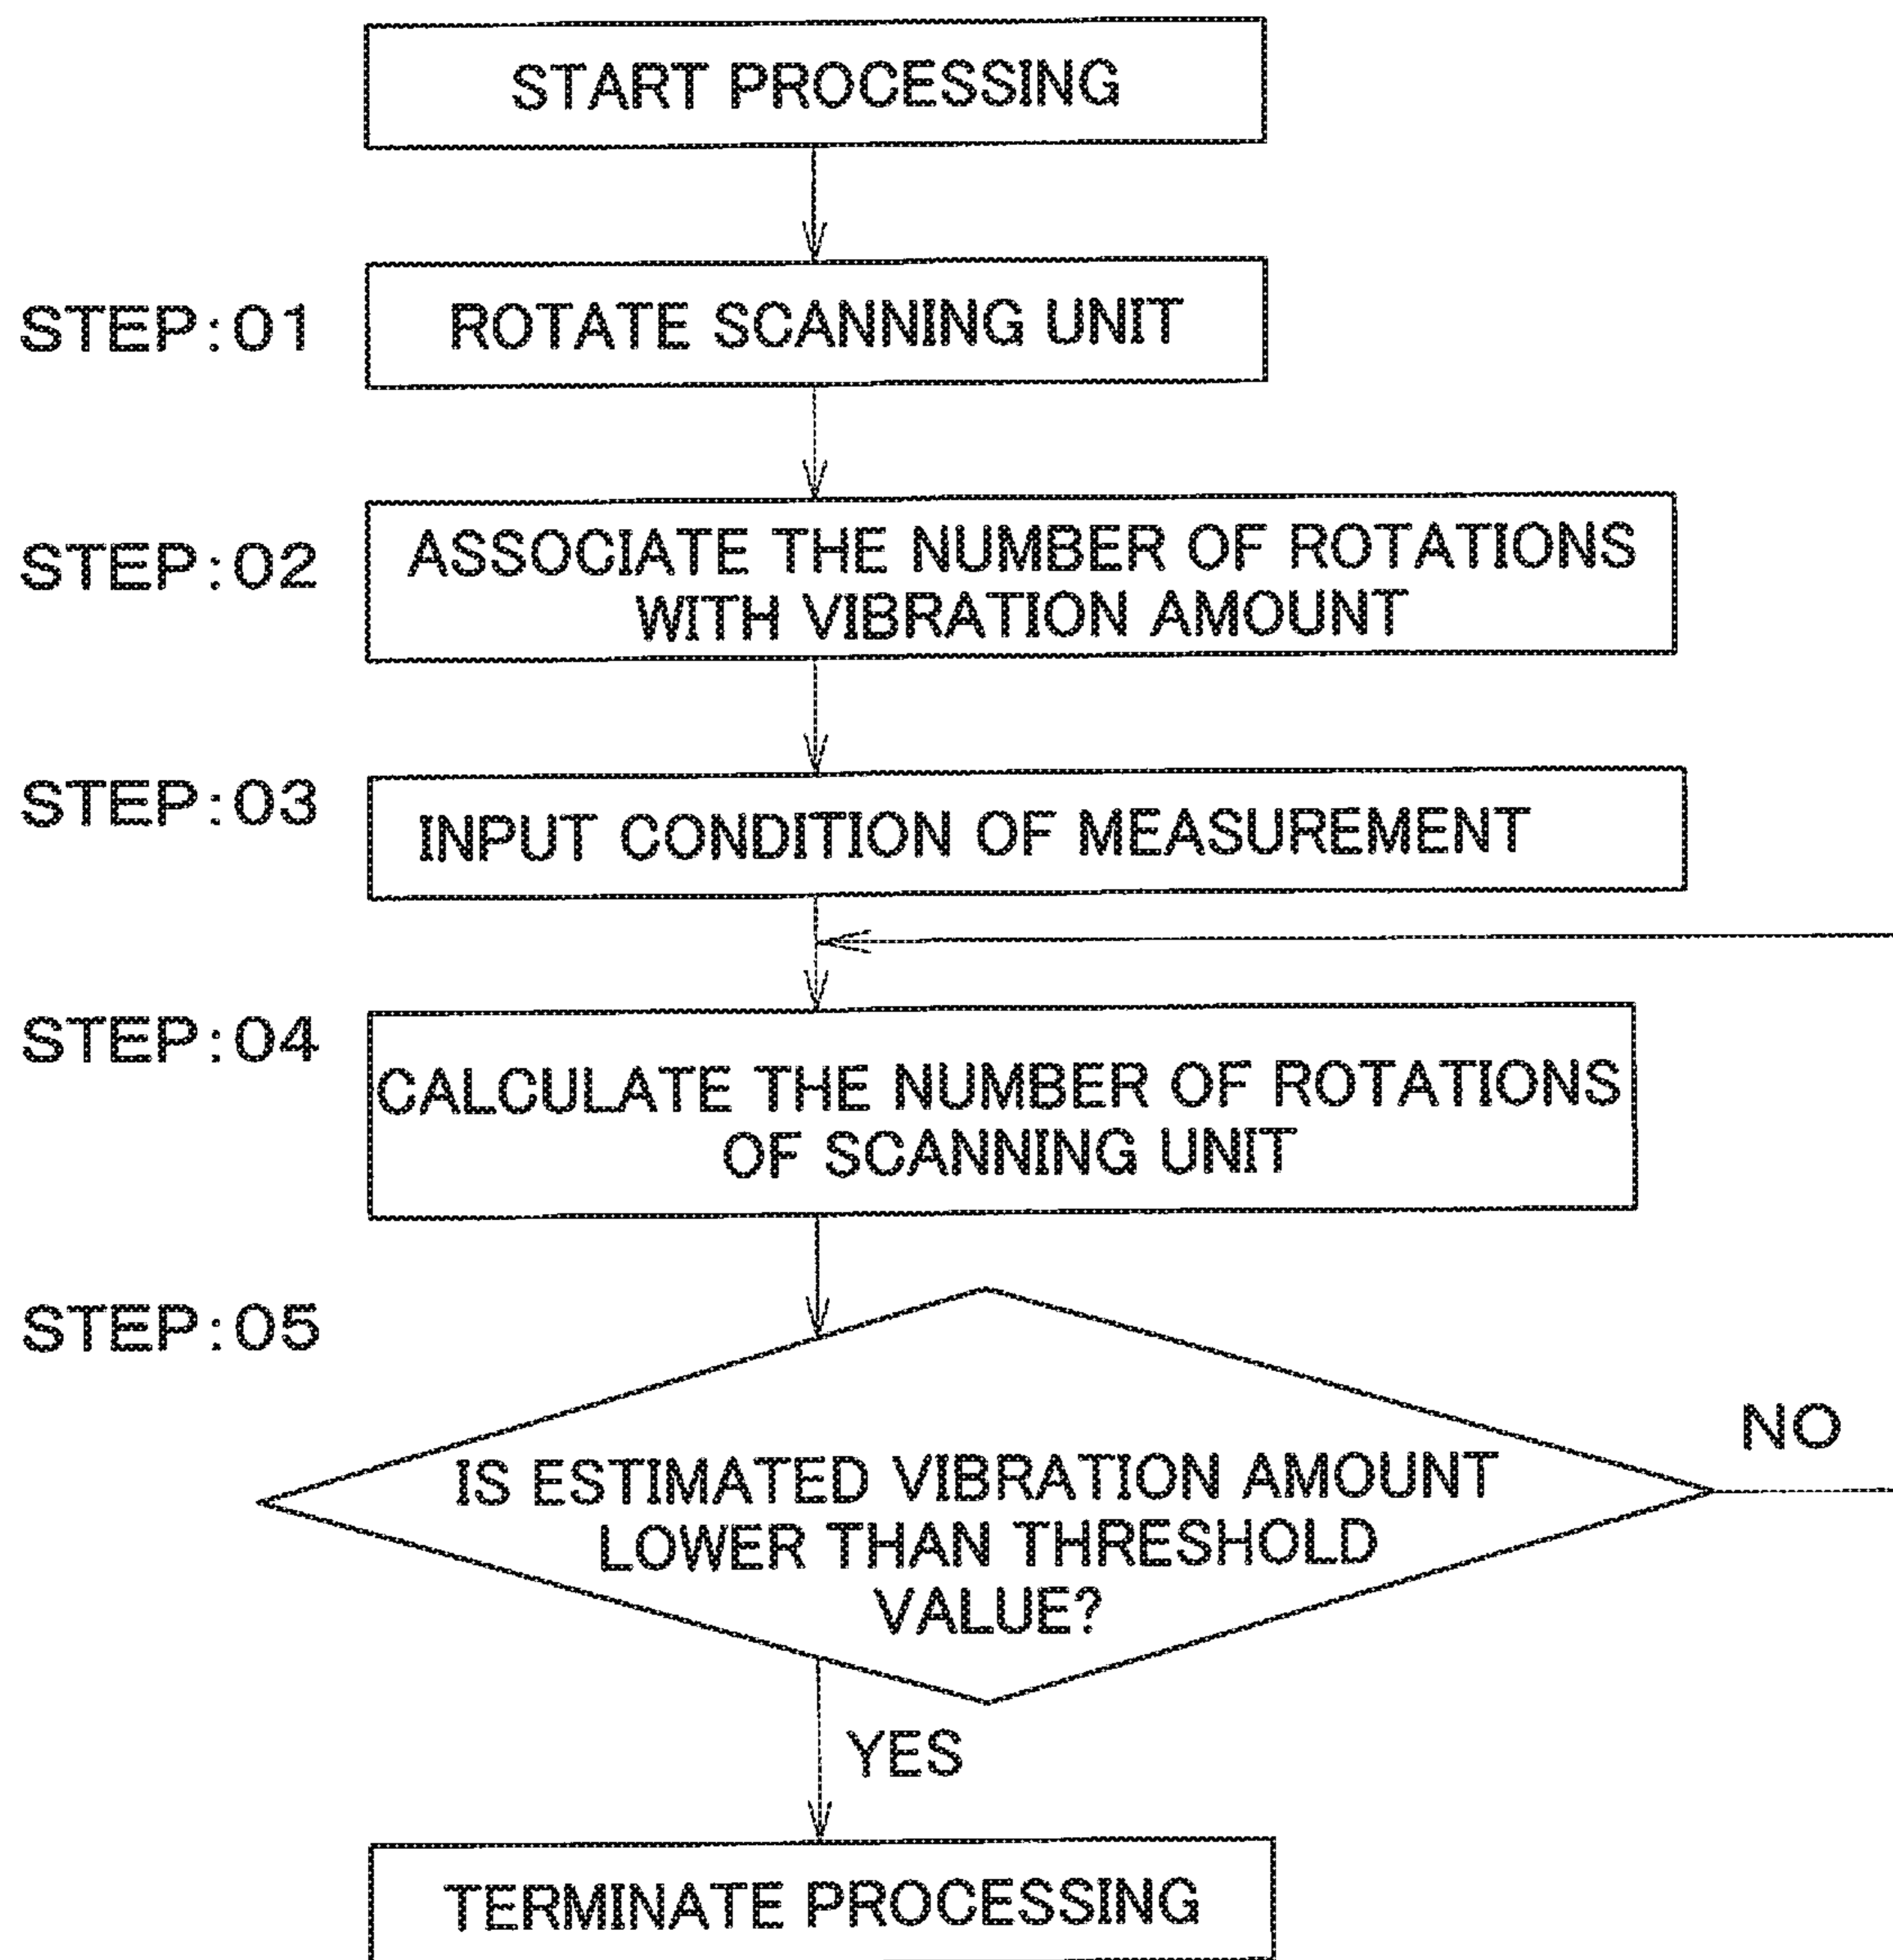 START PROCESSING
STEP:01
ROTATE SCANNING UNIT
STEP:02
ASSOCIATE THE NUMBER OF ROTATIONS
WITH VIBRATION AMOUNT
STEP:03
INPUT CONDITION OF MEASUREMENT
STEP:04
CALCULATE THE NUMBER OF ROTATIONS
OF SCANNING UNIT
STEP:05
IS ESTIMATED VIBRATION AMOUNT
LOWER THAN THRESHOLD
VALUE?
NO
YES
TERMINATE PROCESSING